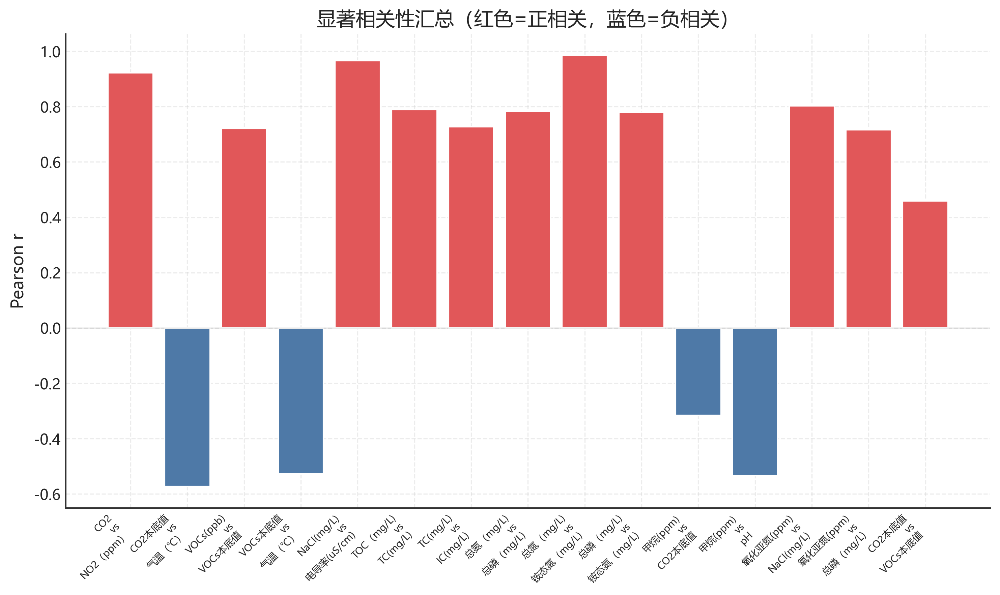 显著相关性汇总（红色=正相关，蓝色=负相关）
Pearson r
1.0
0.8
0.6
0.4
0.2
0.0
-0.2
-0.4
-0.6
CO2
vs
NO2（ppm）
CO2本底值
vs
气温（℃）
VOCs(ppb)
vs
VOCs本底值
VOCs本底值
vs
气温（℃）
NaCl(mg/L)
vs
电导率(uS/cm)
TOC（mg/L)
vs
TC(mg/L)
TC(mg/L)
vs
IC(mg/L)
总氮（mg/L)
vs
总磷（mg/L)
总氮（mg/L)
vs
铵态氮（mg/L)
总磷（mg/L)
vs
铵态氮（mg/L)
甲烷(ppm)
vs
CO2本底值
甲烷(ppm)
vs
pH
氧化亚氮(ppm)
vs
NaCl(mg/L)
氧化亚氮(ppm)
vs
总磷（mg/L)
CO2本底值
vs
VOCs本底值